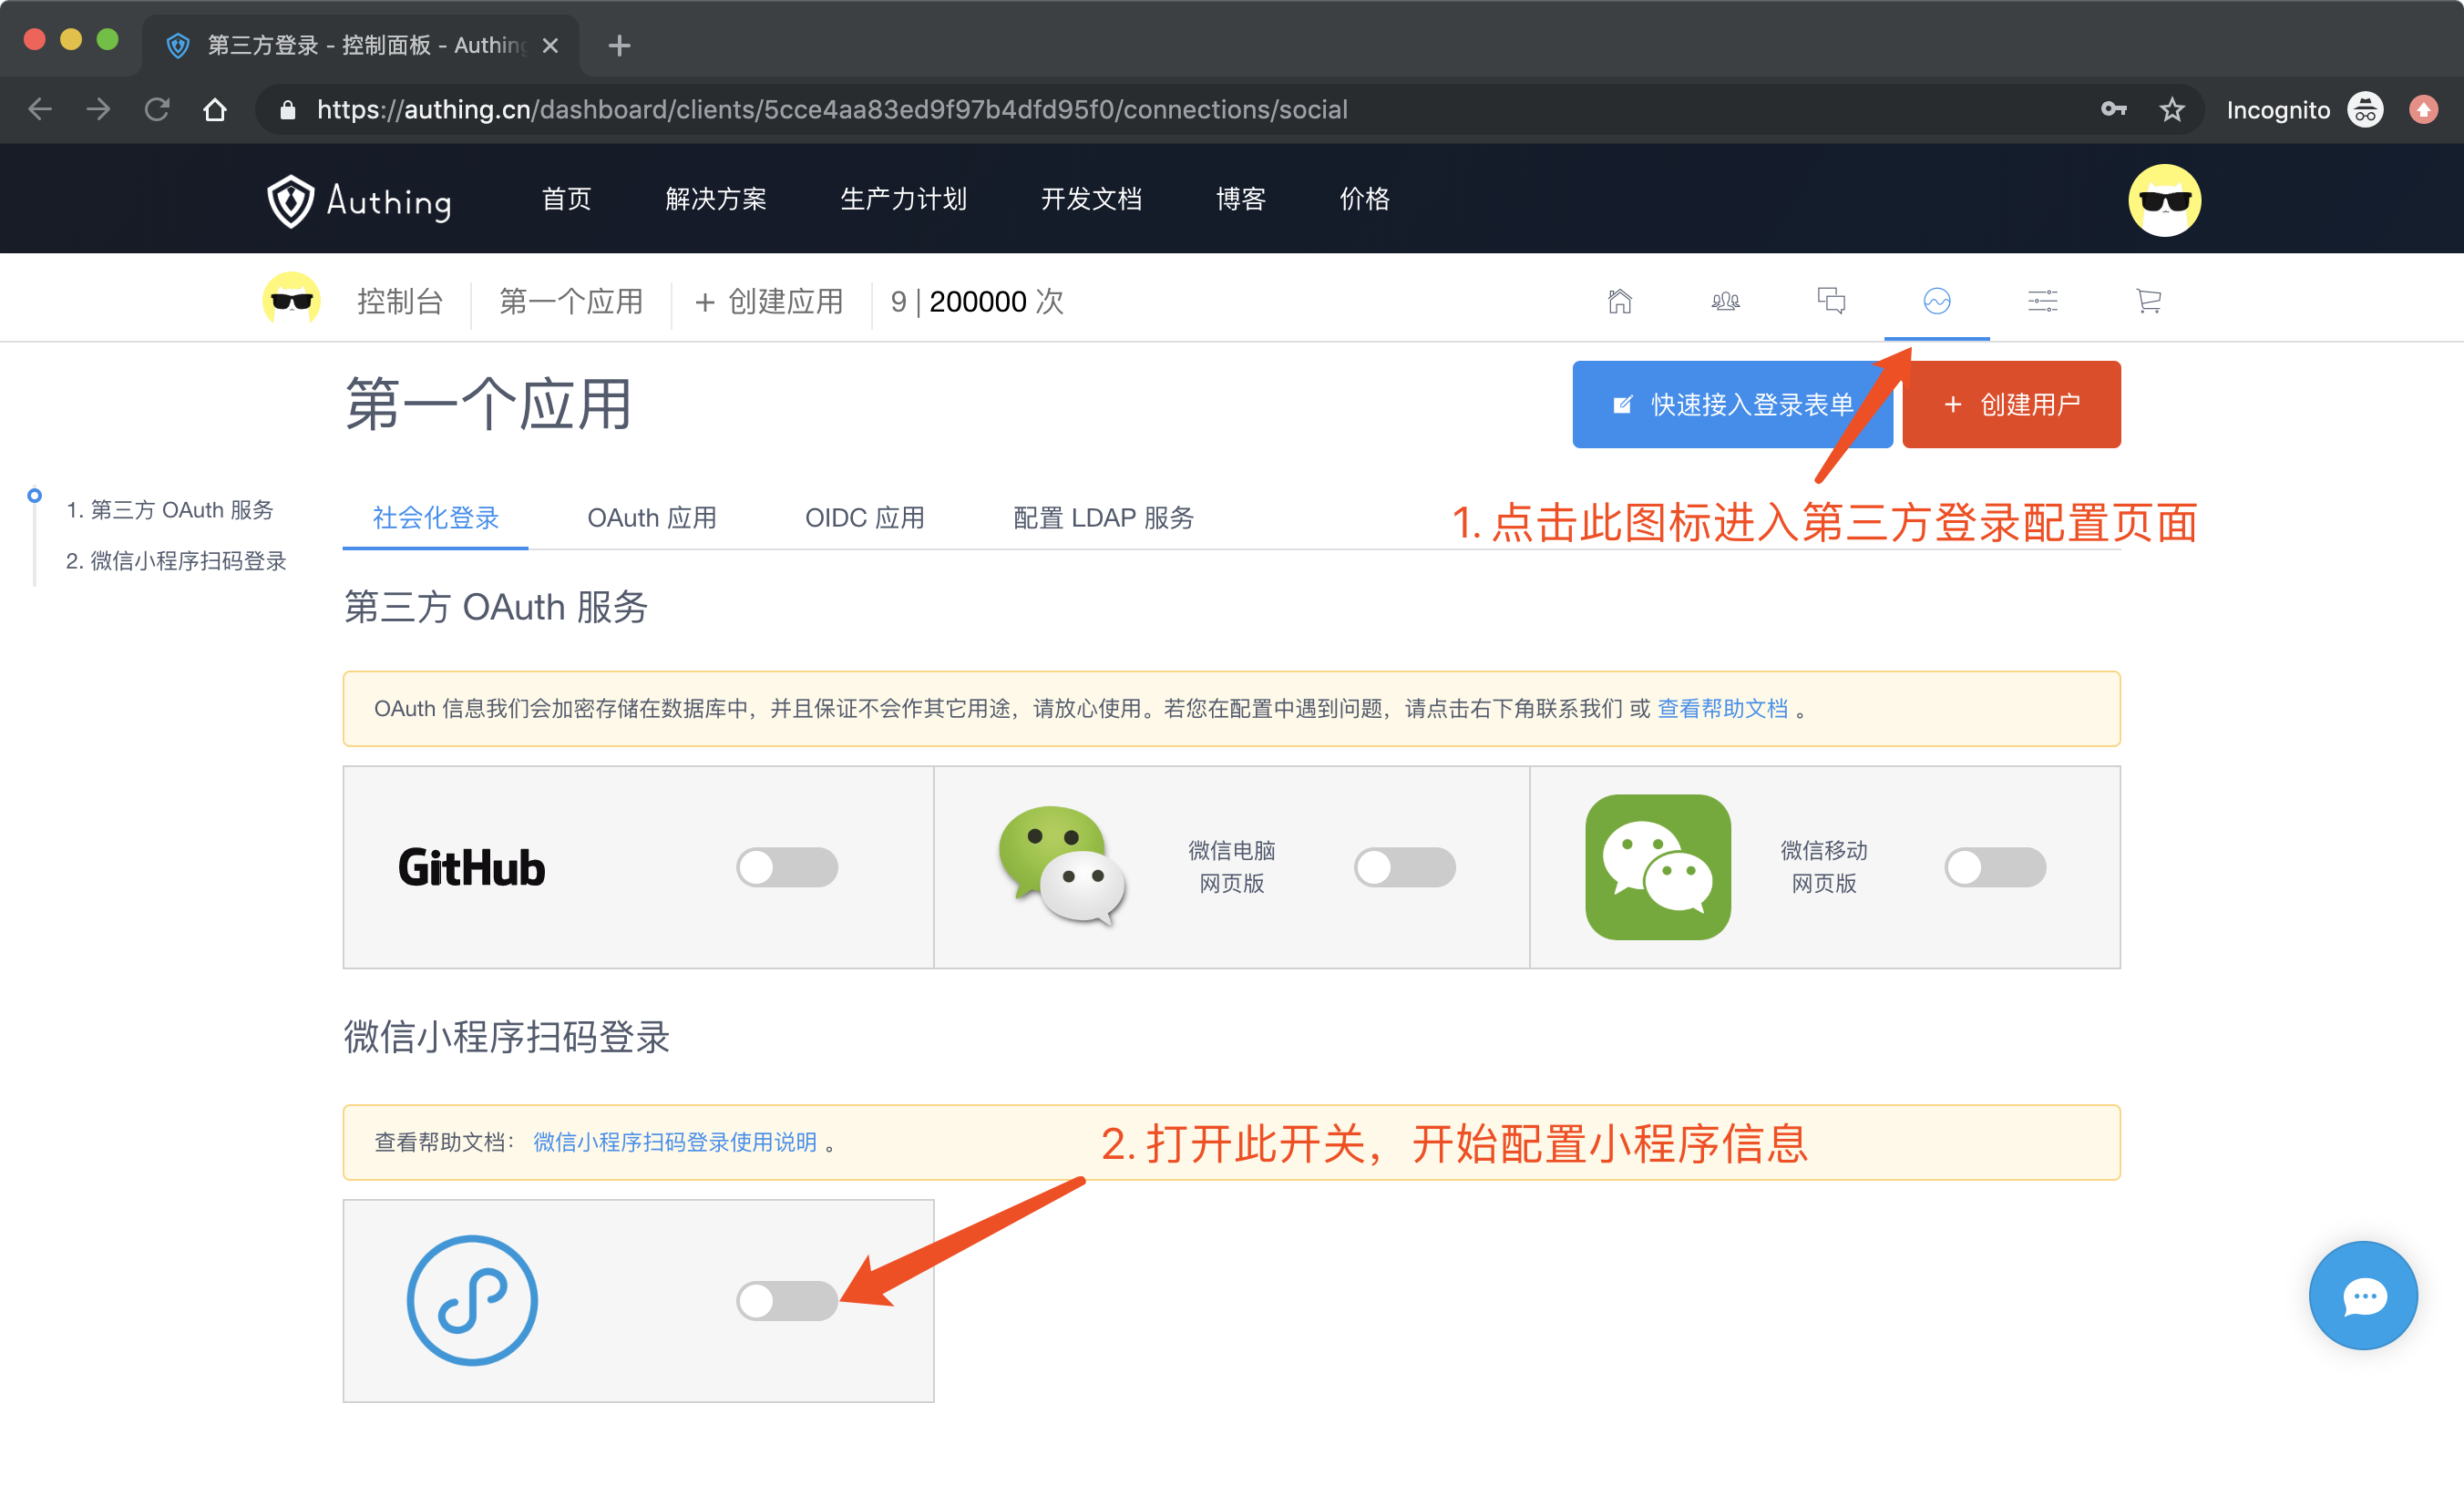 第三方登录 - 控制面板 - Authing
https://authing.cn/dashboard/clients/5cce4aa83ed9f97b4dfd95f0/connections/social
Incognito
Authing
首页
解决方案
生产力计划
开发文档
博客
价格
控制台
第一个应用
+ 创建应用
9 | 200000 次
第一个应用
快速接入登录表单
+ 创建用户
1. 点击此图标进入第三方登录配置页面
1. 第三方 OAuth 服务
2. 微信小程序扫码登录
社会化登录
OAuth 应用
OIDC 应用
配置 LDAP 服务
第三方 OAuth 服务
OAuth 信息我们会加密存储在数据库中，并且保证不会作其它用途，请放心使用。若您在配置中遇到问题，请点击右下角联系我们 或 查看帮助文档 。
GitHub
微信电脑
网页版
微信移动
网页版
微信小程序扫码登录
查看帮助文档： 微信小程序扫码登录使用说明 。
2. 打开此开关，开始配置小程序信息